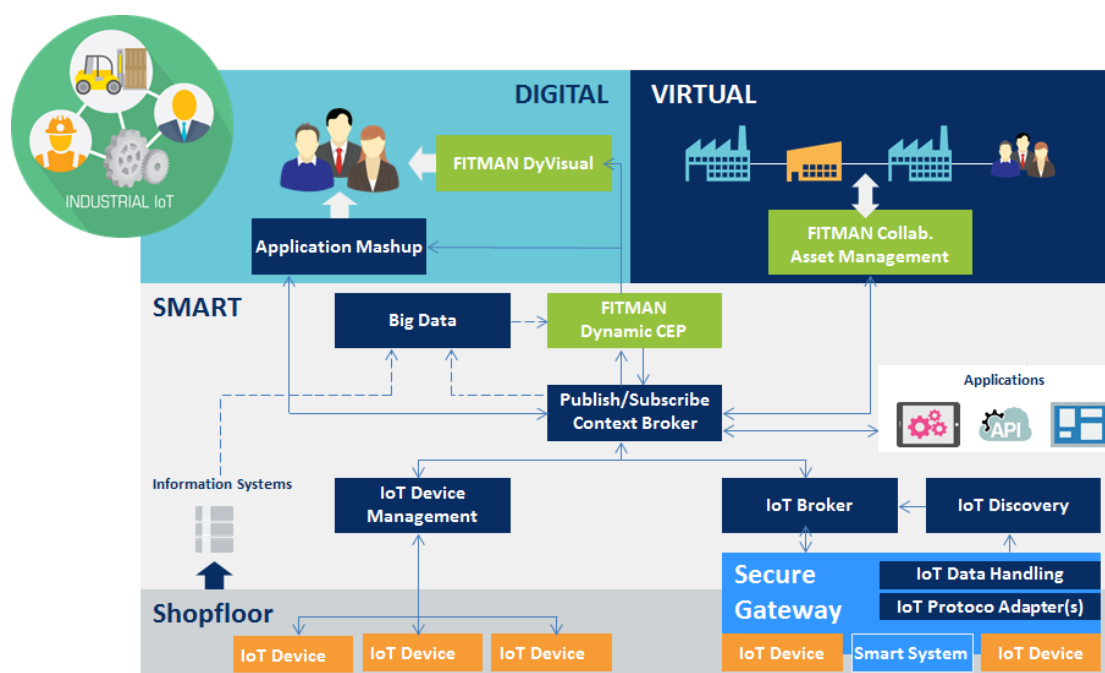 INDUSTRIAL IoT
DIGITAL
VIRTUAL
FITMAN DyVisual
Application Mashup
FITMAN Collab.
Asset Management
SMART
Big Data
FITMAN
Dynamic CEP
Publish/Subscribe
Context Broker
Applications
API
Information Systems
IoT Device
Management
IoT Broker
IoT Discovery
Secure
Gateway
IoT Data Handling
IoT Protoco Adapter(s)
Shopfloor
IoT Device
IoT Device
IoT Device
IoT Device
Smart System
IoT Device